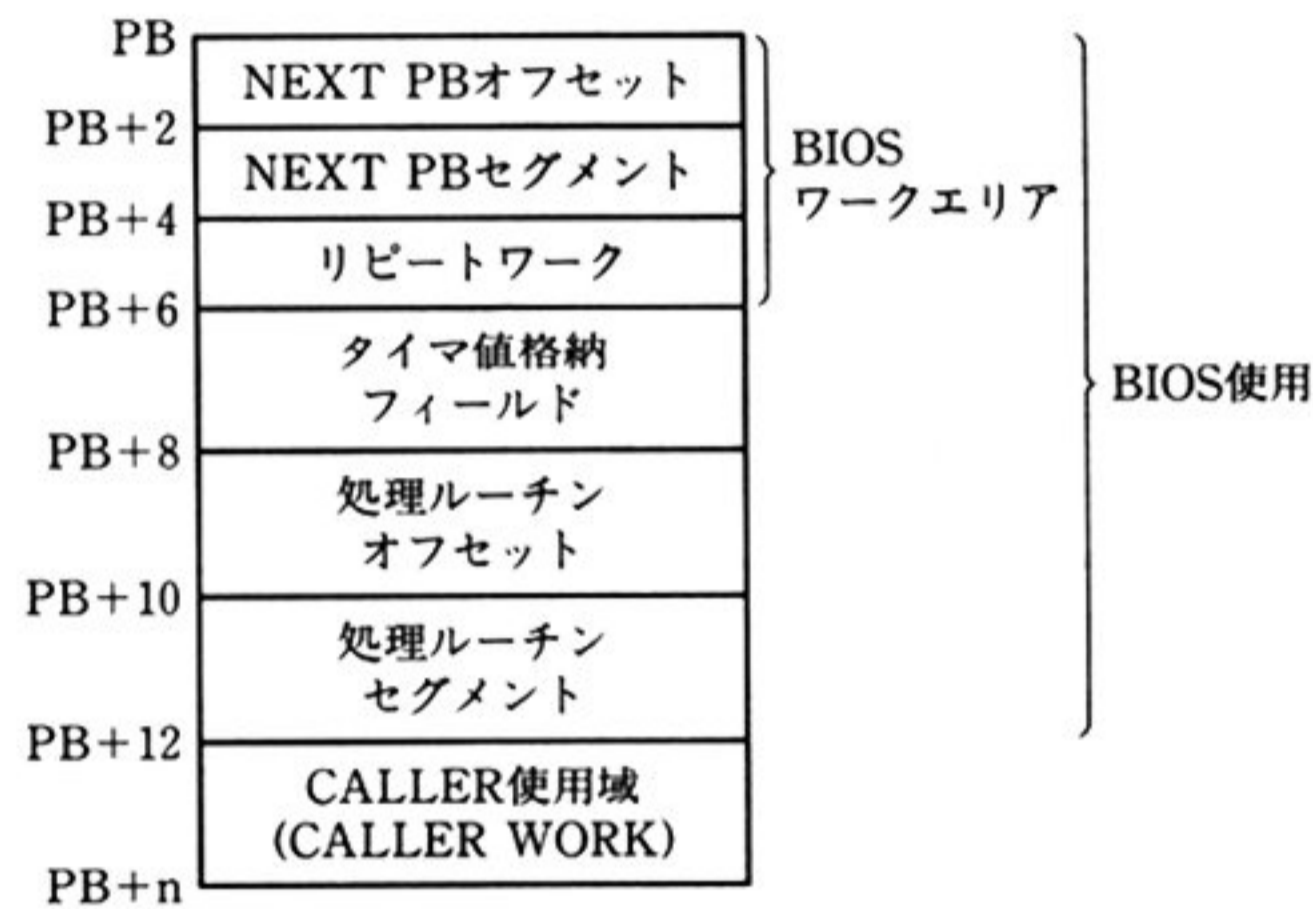 PB
NEXT PBオフセット
PB+2
NEXT PBセグメント
PB+4
リピートワーク
PB+6
タイマ値格納
フィールド
PB+8
処理ルーチン
オフセット
PB+10
処理ルーチン
セグメント
PB+12
CALLER使用域
(CALLER WORK)
PB+n
BIOS
ワークエリア
BIOS使用